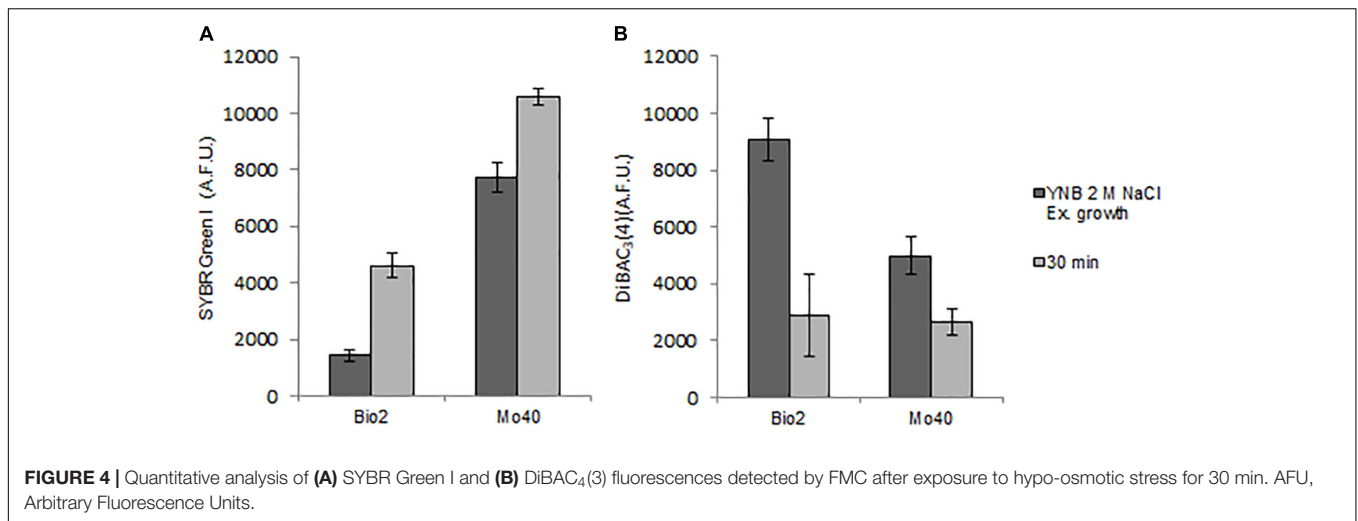 A
12000
10000
8000
6000
4000
2000
0
SYBR Green I (A.F.U.)
Bio2 Mo40
B
12000
10000
8000
6000
4000
2000
0
DiBAC3(4)(A.F.U.)
Bio2 Mo40
YNB 2 M NaCl
Ex. growth
30 min
FIGURE 4 | Quantitative analysis of (A) SYBR Green I and (B) DiBAC4(3) fluorescences detected by FMC after exposure to hypo-osmotic stress for 30 min. AFU,
Arbitrary Fluorescence Units.